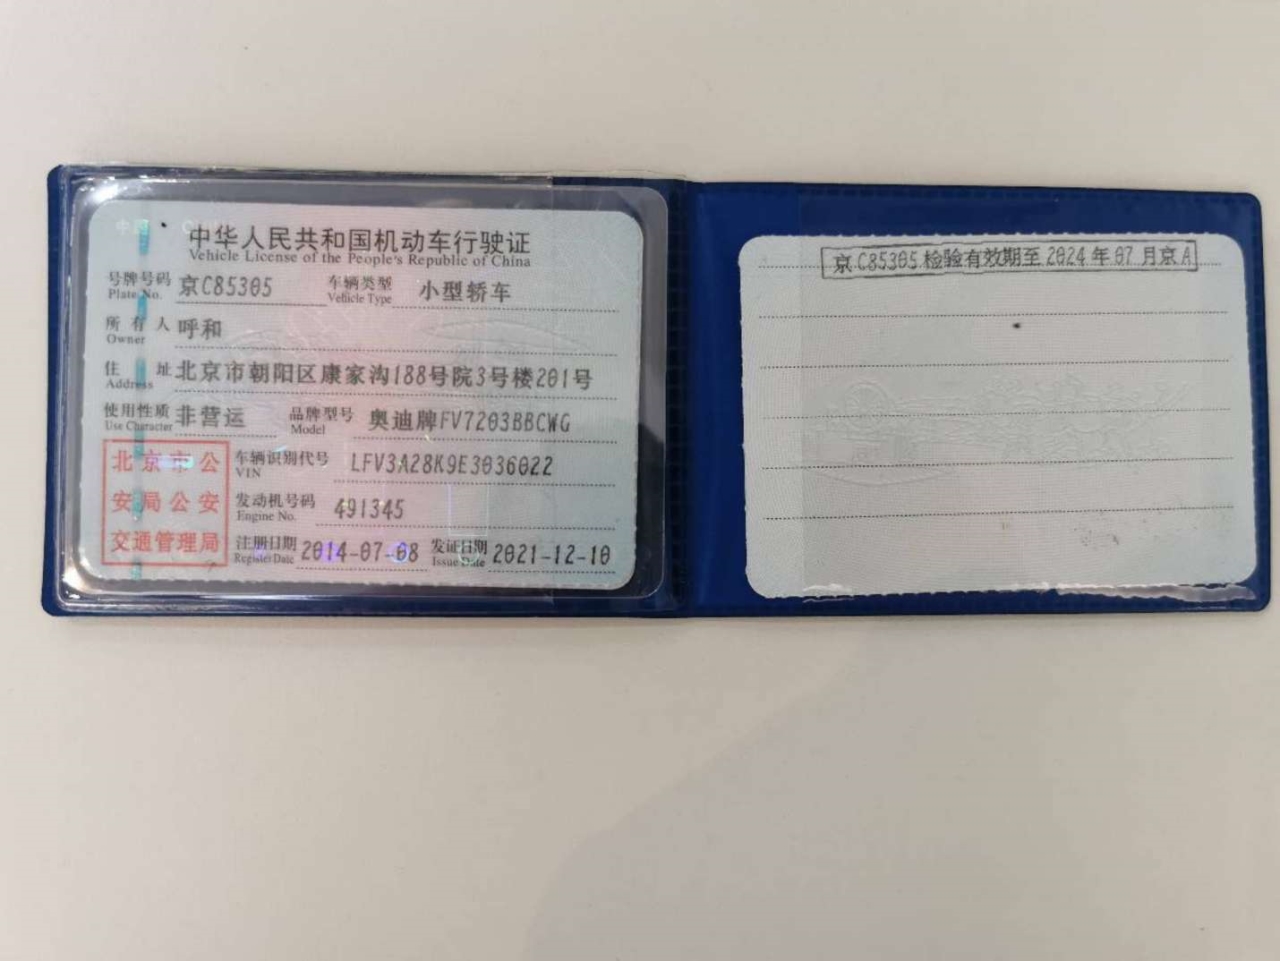 中华人民共和国机动车行驶证
Vehicle License of the People's Republic of China
号牌号码 京C85305 车辆类型 小型轿车
Plate No. Vehicle Type
所有人 呼和
Owner
住址 北京市朝阳区康家沟188号院3号楼201号
Address
使用性质 非营运 品牌型号 奥迪牌FV7203BBCWG
Use Character Model
北京市公
安局公安
交通管理局
车辆识别代号 LFV3A28K9E3036022
VIN
发动机号码 491345
Engine No.
注册日期 2014-07-08 发证日期 2021-12-10
Register Date Issue Date
京C85305 检验有效期至 2024 年 07 月京A